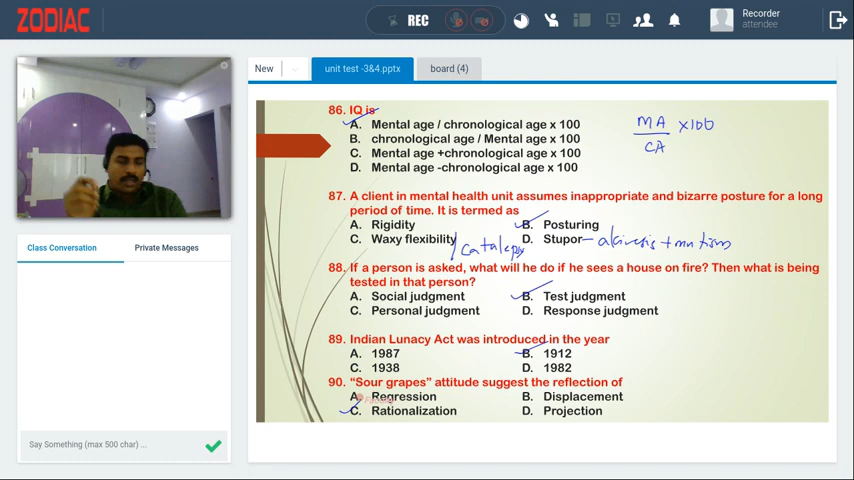 ZODIAC
REC
Recorder
attendee
New
unit test -3&4.pptx
board (4)
86. IQ is
A. Mental age / chronological age x 100
B. chronological age / Mental age x 100
C. Mental age +chronological age x 100
D. Mental age -chronological age x 100
MA
CA
x100
87. A client in mental health unit assumes inappropriate and bizarre posture for a long
period of time. It is termed as
A. Rigidity B. Posturing
C. Waxy flexibility / catalepsy D. Stupor - akinesis + mutism
88. If a person is asked, what will he do if he sees a house on fire? Then what is being
tested in that person?
A. Social judgment B. Test judgment
C. Personal judgment D. Response judgment
89. Indian Lunacy Act was introduced in the year
A. 1987 B. 1912
C. 1938 D. 1982
90. “Sour grapes” attitude suggest the reflection of
A. Regression B. Displacement
C. Rationalization D. Projection
Class Conversation
Private Messages
Say Something (max 500 char) ...